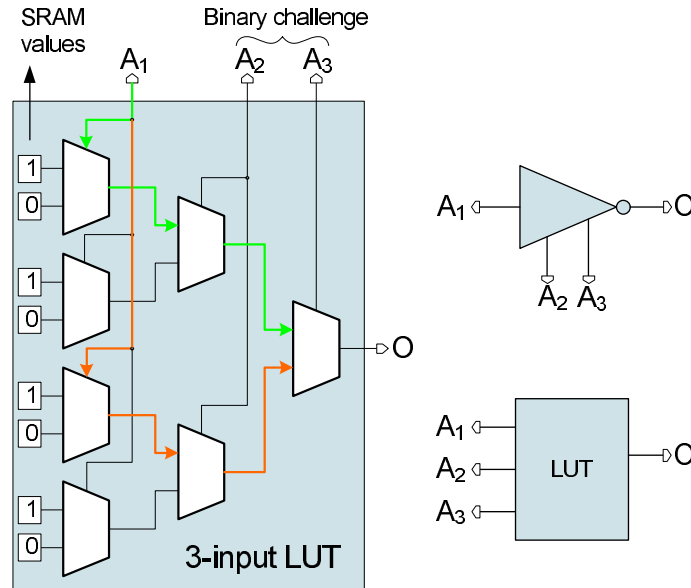 SRAM
values
Binary challenge
A1
A2
A3
1
0
1
0
1
0
1
0
O
3-input LUT
A1
O
A2
A3
A1
A2
A3
LUT
O